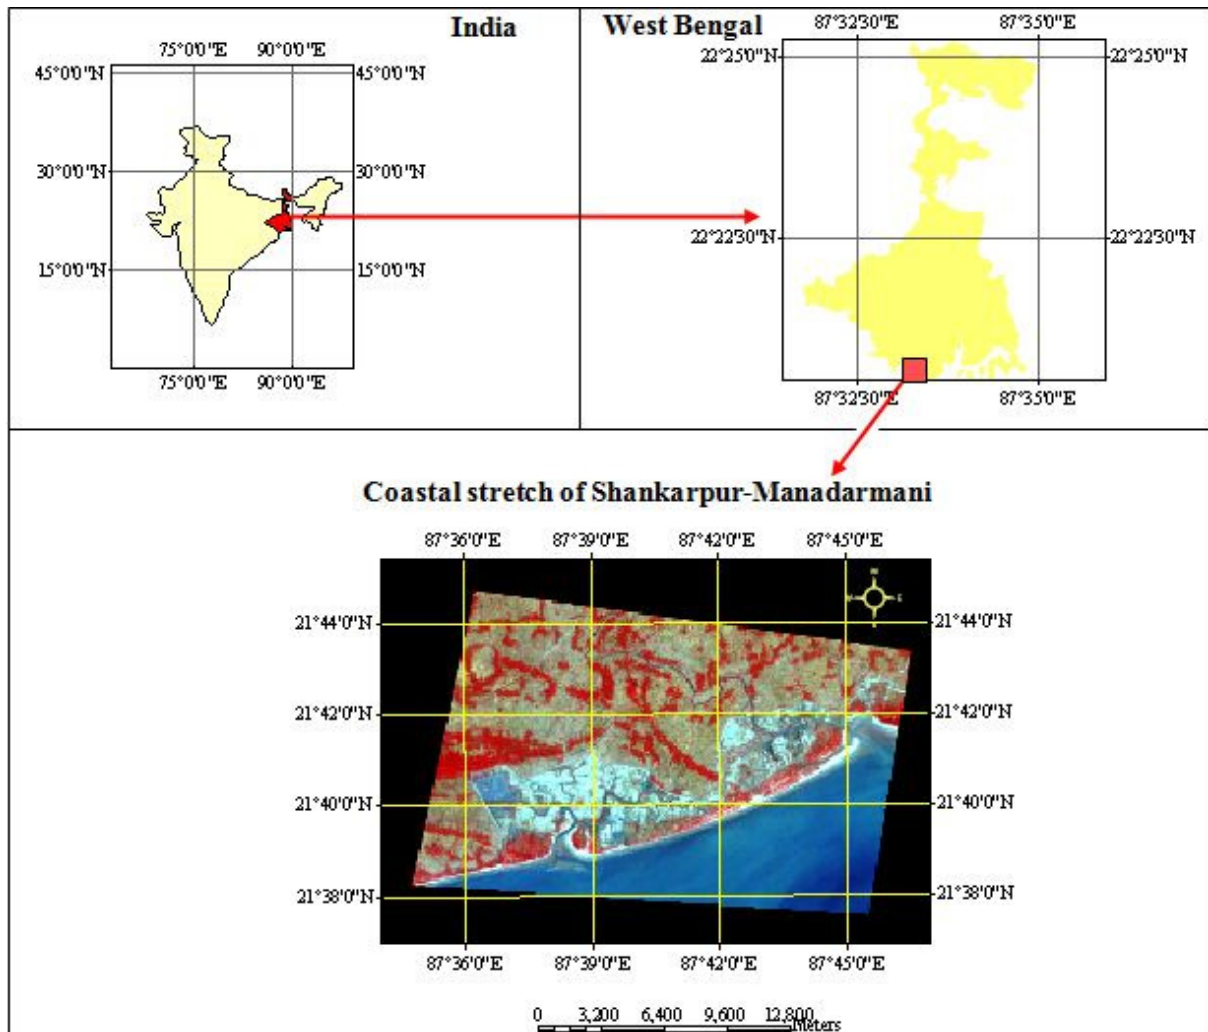 India
75°0'0"E 90°0'0"E
45°0'0"N 45°0'0"N
30°0'0"N 30°0'0"N
15°0'0"N 15°0'0"N
75°0'0"E 90°0'0"E
West Bengal
87°32'30"E 87°35'0"E
22°25'0"N 22°25'0"N
22°22'30"N 22°22'30"N
87°32'30"E 87°35'0"E
Coastal stretch of Shankarpur-Manadarmani
87°36'0"E 87°39'0"E 87°42'0"E 87°45'0"E
21°44'0"N 21°44'0"N
21°42'0"N 21°42'0"N
21°40'0"N 21°40'0"N
21°38'0"N 21°38'0"N
87°36'0"E 87°39'0"E 87°42'0"E 87°45'0"E
0 3,200 6,400 9,600 12,800
Meters